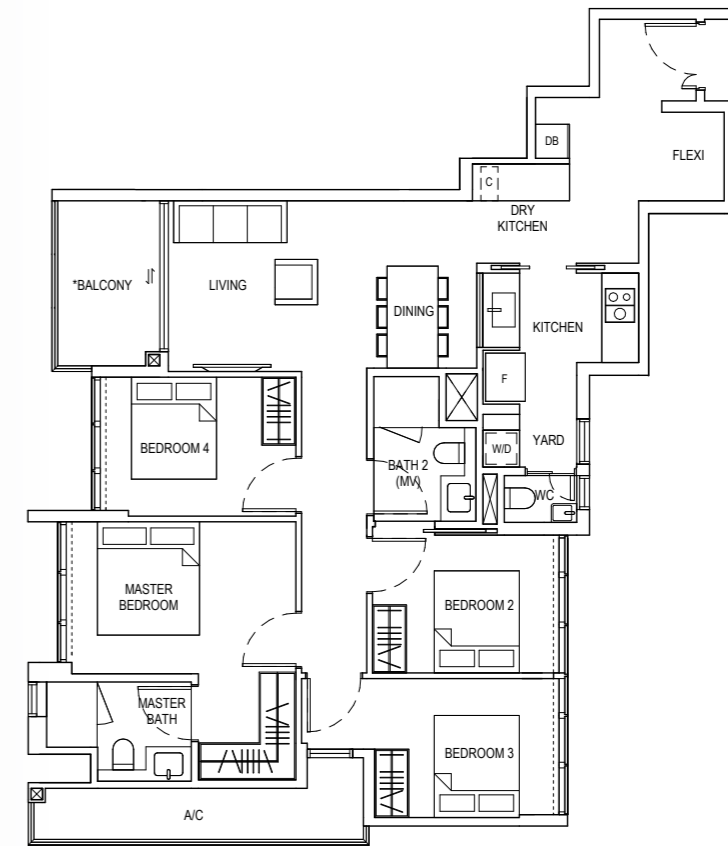 DB
FLEXI
C
DRY
KITCHEN
*BALCONY
LIVING
DINING
KITCHEN
F
BEDROOM 4
YARD
W/D
BATH 2
(MV)
WC
MASTER
BEDROOM
BEDROOM 2
MASTER
BATH
BEDROOM 3
A/C